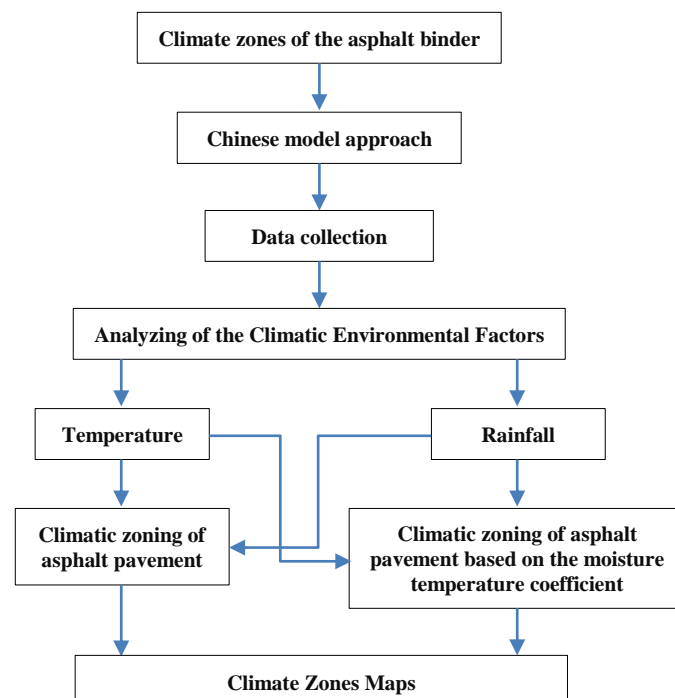 Climate zones of the asphalt binder
Chinese model approach
Data collection
Analyzing of the Climatic Environmental Factors
Temperature
Rainfall
Climatic zoning of
asphalt pavement
Climatic zoning of asphalt
pavement based on the moisture
temperature coefficient
Climate Zones Maps